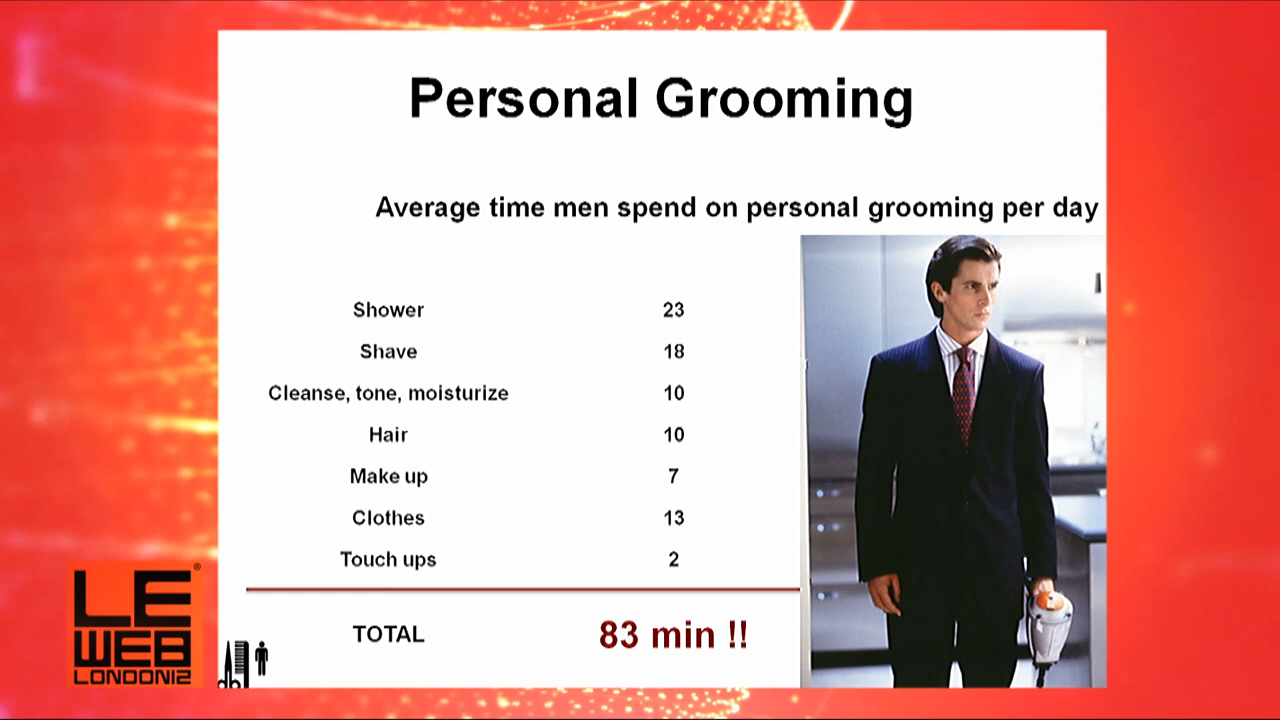 Personal Grooming
Average time men spend on personal grooming per day
Shower 23
Shave 18
Cleanse, tone, moisturize 10
Hair 10
Make up 7
Clothes 13
Touch ups 2
TOTAL 83 min !!
LE®
WEB
LONDON12